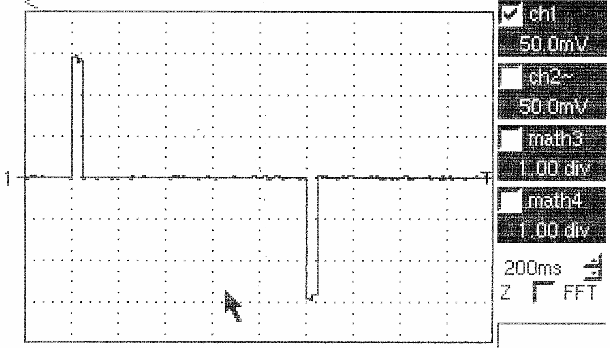 ch1
50.0mV
ch2~
50.0mV
math3
1.00 div
math4
1.00 div
1
T
200ms
Z FFT